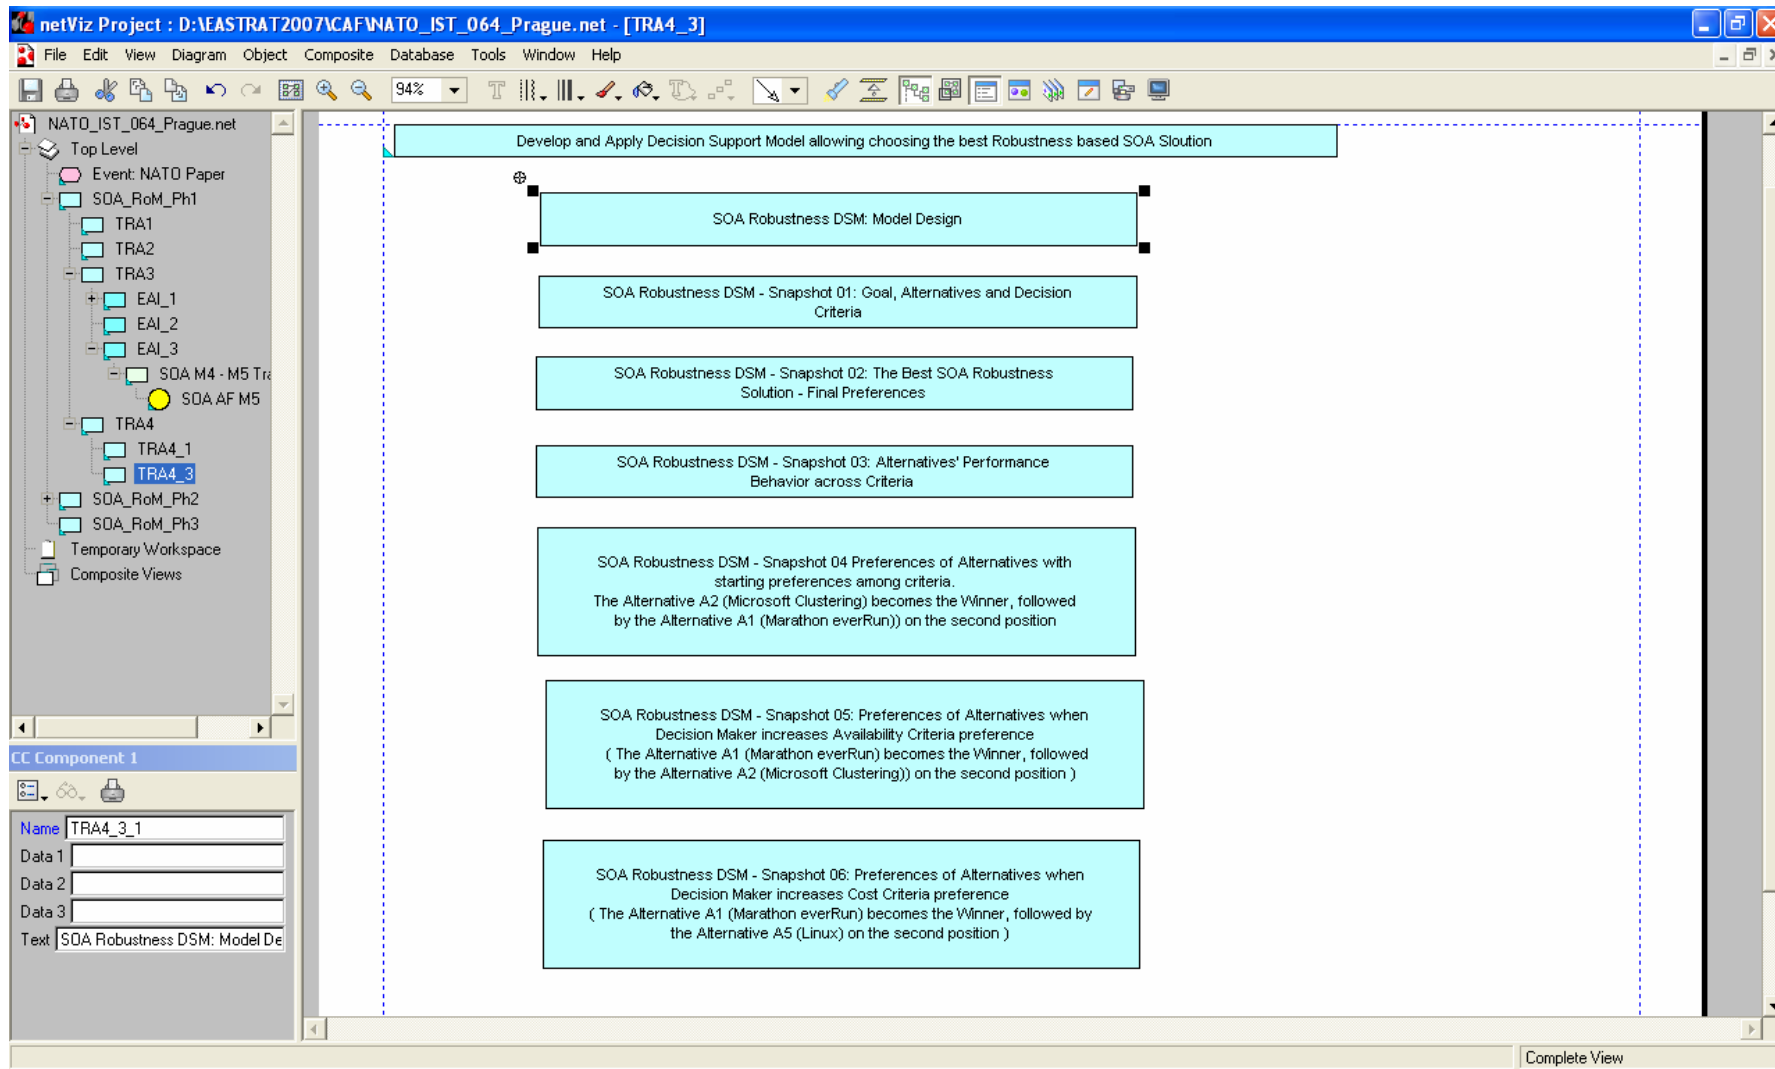 netViz Project : D:\EASTRAT2007\CAF\NATO_IST_064_Prague.net - [TRA4_3]
File Edit View Diagram Object Composite Database Tools Window Help
94%
NATO_IST_064_Prague.net
Top Level
Event: NATO Paper
SOA_RoM_Ph1
TRA1
TRA2
TRA3
EAI_1
EAI_2
EAI_3
SOA M4 - M5 Tra
SOA AF M5
TRA4
TRA4_1
TRA4_3
SOA_RoM_Ph2
SOA_RoM_Ph3
Temporary Workspace
Composite Views
CC Component 1
Name TRA4_3_1
Data 1
Data 2
Data 3
Text SOA Robustness DSM: Model De
Develop and Apply Decision Support Model allowing choosing the best Robustness based SOA Sloution
SOA Robustness DSM: Model Design
SOA Robustness DSM - Snapshot 01: Goal, Alternatives and Decision
Criteria
SOA Robustness DSM - Snapshot 02: The Best SOA Robustness
Solution - Final Preferences
SOA Robustness DSM - Snapshot 03: Alternatives' Performance
Behavior across Criteria
SOA Robustness DSM - Snapshot 04 Preferences of Alternatives with
starting preferences among criteria.
The Alternative A2 (Microsoft Clustering) becomes the Winner, followed
by the Alternative A1 (Marathon everRun)) on the second position
SOA Robustness DSM - Snapshot 05: Preferences of Alternatives when
Decision Maker increases Availability Criteria preference
( The Alternative A1 (Marathon everRun) becomes the Winner, followed
by the Alternative A2 (Microsoft Clustering)) on the second position )
SOA Robustness DSM - Snapshot 06: Preferences of Alternatives when
Decision Maker increases Cost Criteria preference
( The Alternative A1 (Marathon everRun) becomes the Winner, followed by
the Alternative A5 (Linux) on the second position )
Complete View